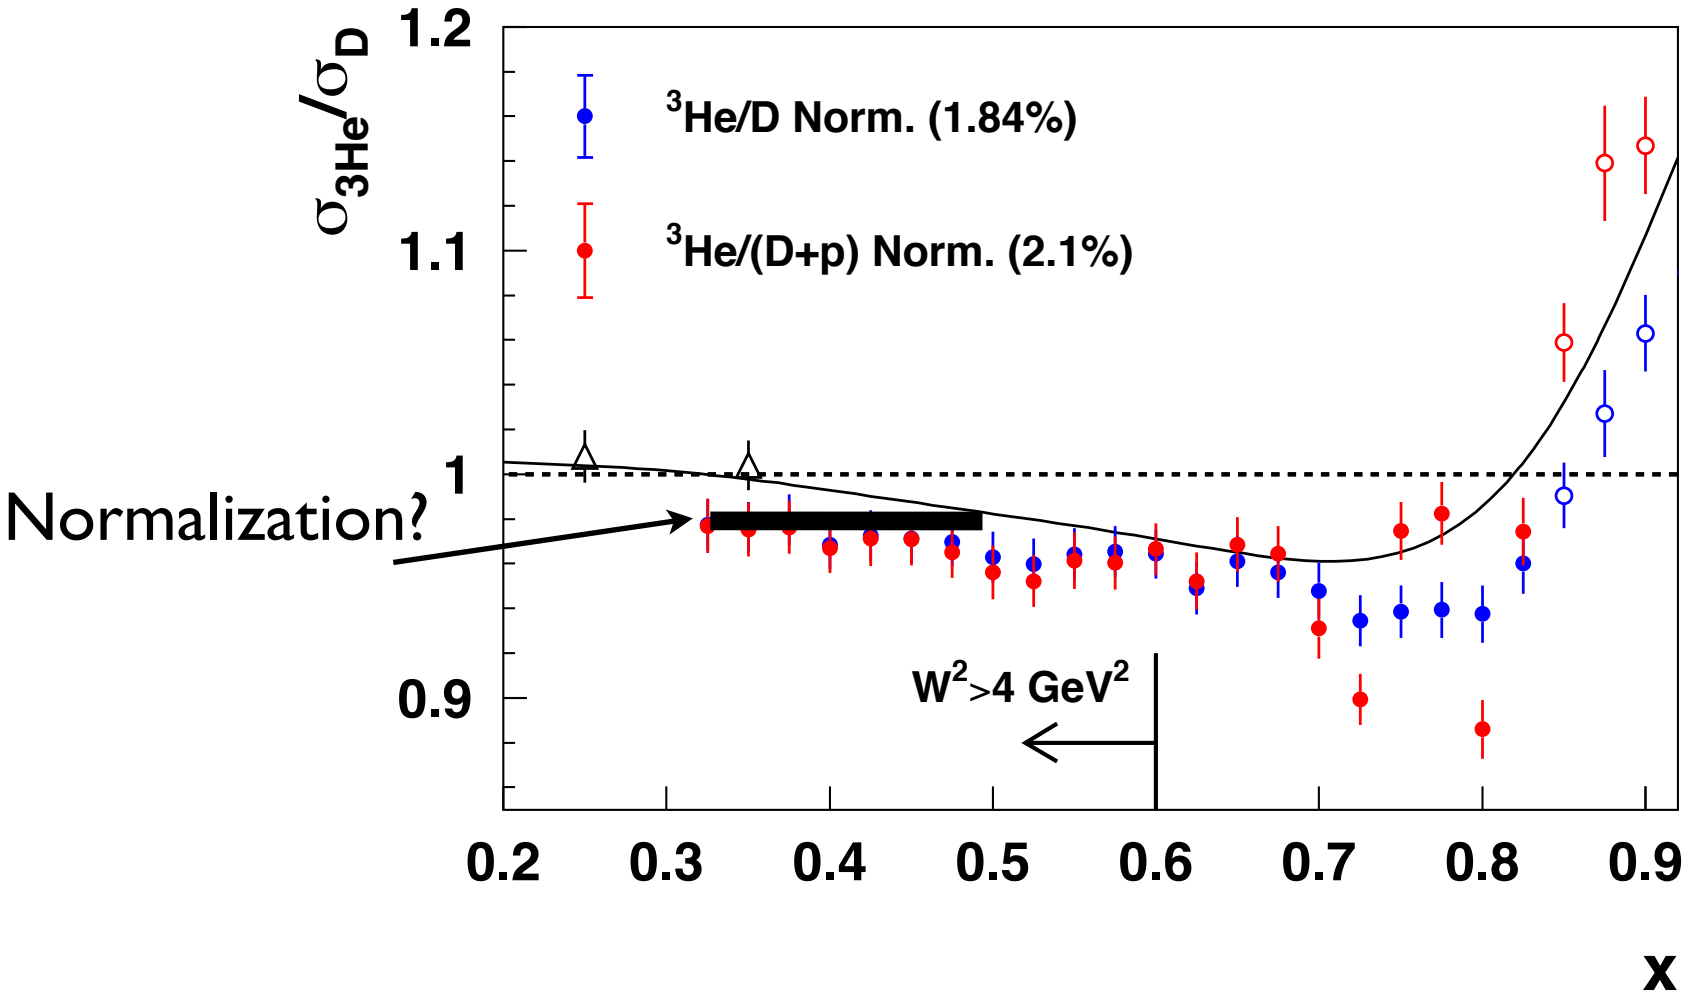 σ3He/σD
1.2
1.1
1
0.9
3He/D Norm. (1.84%)
3He/(D+p) Norm. (2.1%)
Normalization?
W2>4 GeV2
0.2 0.3 0.4 0.5 0.6 0.7 0.8 0.9
x